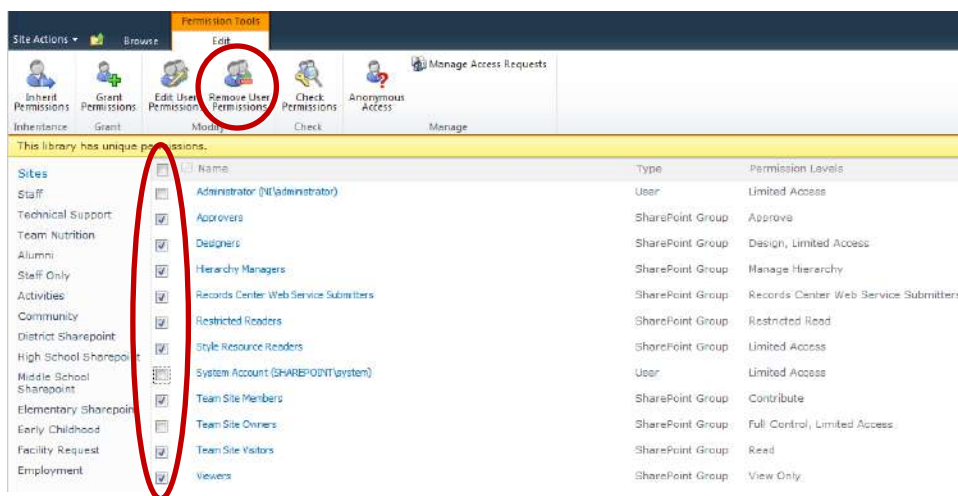 Permission Tools
Site Actions Browse Edit
Inherit Permissions Grant Permissions Edit User Permissions Remove User Permissions Check Permissions Anonymous Access Manage Access Requests
Inheritance Grant Modify Check Manage
This library has unique permissions.
Sites Name Type Permission Levels
Staff Administrator (NI\administrator) User Limited Access
Technical Support Approvers SharePoint Group Approve
Team Nutrition Designers SharePoint Group Design, Limited Access
Alumni
Staff Only Hierarchy Managers SharePoint Group Manage Hierarchy
Activities Records Center Web Service Submitters SharePoint Group Records Center Web Service Submitters
Community Restricted Readers SharePoint Group Restricted Read
District Sharepoint
High School Sharepoint Style Resource Readers SharePoint Group Limited Access
Middle School Sharepoint System Account (SHAREPOINT\system) User Limited Access
Elementary Sharepoint Team Site Members SharePoint Group Contribute
Early Childhood Team Site Owners SharePoint Group Full Control, Limited Access
Facility Request Team Site Visitors SharePoint Group Read
Employment Viewers SharePoint Group View Only